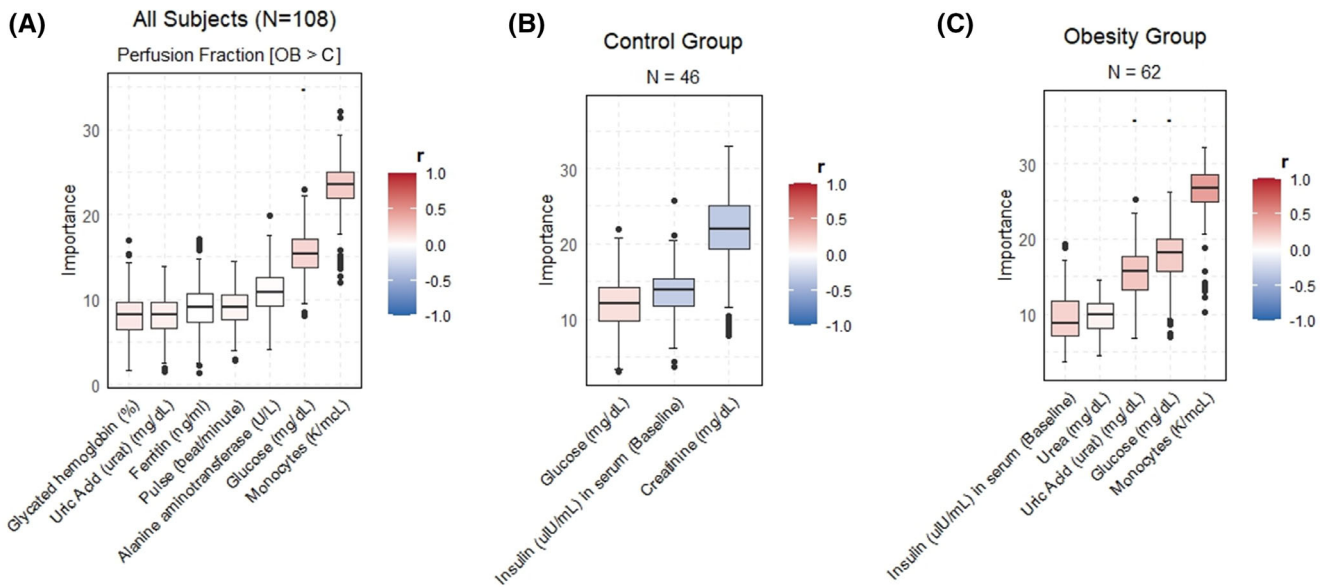 (A)
All Subjects (N=108)
Perfusion Fraction [OB > C]
Importance
30
20
10
0
r
1.0
0.5
0.0
-0.5
-1.0
Glycated hemoglobin (%)
Uric Acid (urat) (mg/dL)
Ferritin (ng/ml)
Pulse (beat/minute)
Alanine aminotransferase (U/L)
Glucose (mg/dL)
Monocytes (K/mcL)
(B)
Control Group
N = 46
Importance
30
20
10
r
1.0
0.5
0.0
-0.5
-1.0
Glucose (mg/dL)
Insulin (uIU/mL) in serum (Baseline)
Creatinine (mg/dL)
(C)
Obesity Group
N = 62
Importance
30
20
10
r
1.0
0.5
0.0
-0.5
-1.0
Insulin (uIU/mL) in serum (Baseline)
Urea (mg/dL)
Uric Acid (urat) (mg/dL)
Glucose (mg/dL)
Monocytes (K/mcL)